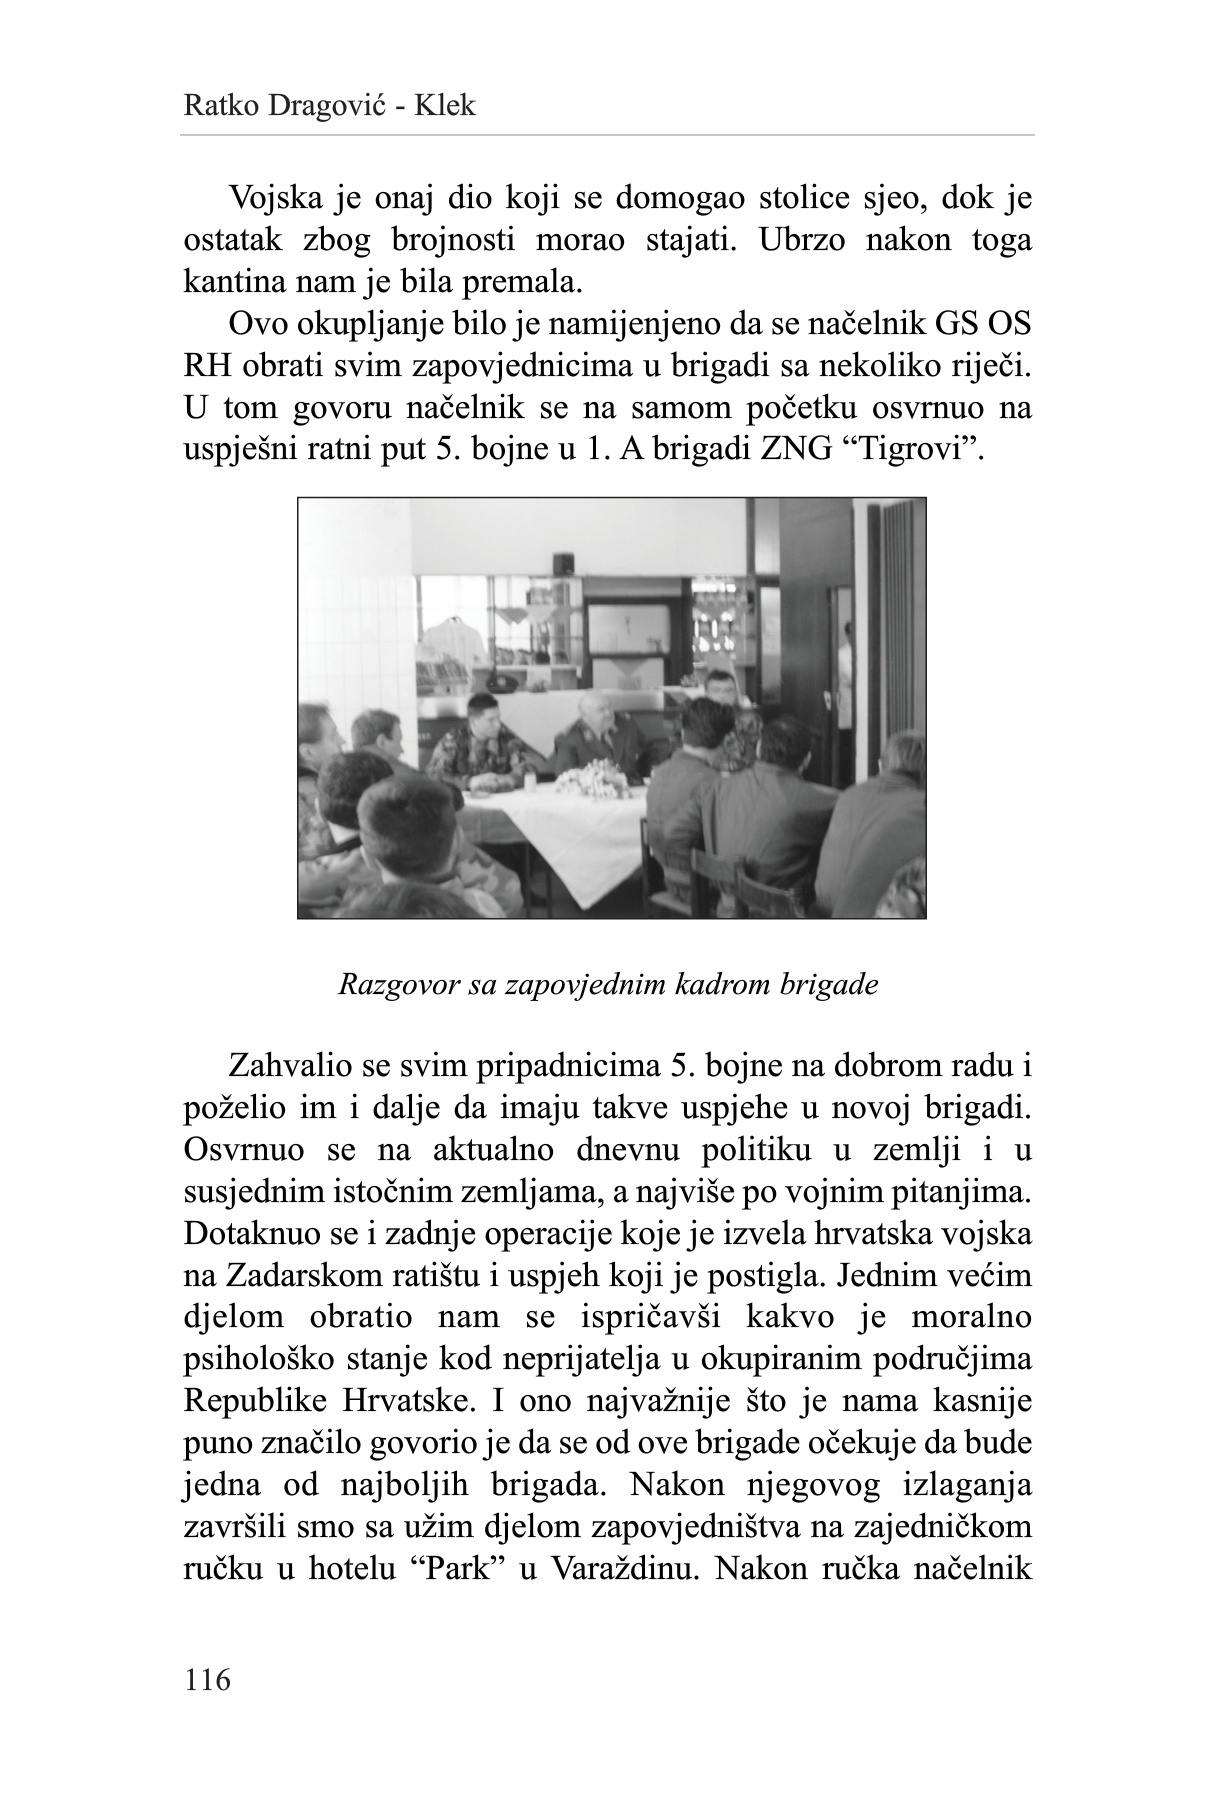 Ratko Dragović - Klek
Vojska je onaj dio koji se domogao stolice sjeo, dok je
ostatak zbog brojnosti morao stajati. Ubrzo nakon toga
kantina nam je bila premala.
Ovo okupljanje bilo je namijenjeno da se načelnik GS OS
RH obrati svim zapovjednicima u brigadi sa nekoliko riječi.
U tom govoru načelnik se na samom početku osvrnuo na
uspješni ratni put 5. bojne u 1. A brigadi ZNG “Tigrovi”.
Razgovor sa zapovjednim kadrom brigade
Zahvalio se svim pripadnicima 5. bojne na dobrom radu i
poželio im i dalje da imaju takve uspjehe u novoj brigadi.
Osvrnuo se na aktualno dnevnu politiku u zemlji i u
susjednim istočnim zemljama, a najviše po vojnim pitanjima.
Dotaknuo se i zadnje operacije koje je izvela hrvatska vojska
na Zadarskom ratištu i uspjeh koji je postigla. Jednim većim
djelom obratio nam se ispričavši kakvo je moralno
psihološko stanje kod neprijatelja u okupiranim područjima
Republike Hrvatske. I ono najvažnije što je nama kasnije
puno značilo govorio je da se od ove brigade očekuje da bude
jedna od najboljih brigada. Nakon njegovog izlaganja
završili smo sa užim djelom zapovjedništva na zajedničkom
ručku u hotelu “Park” u Varaždinu. Nakon ručka načelnik
116